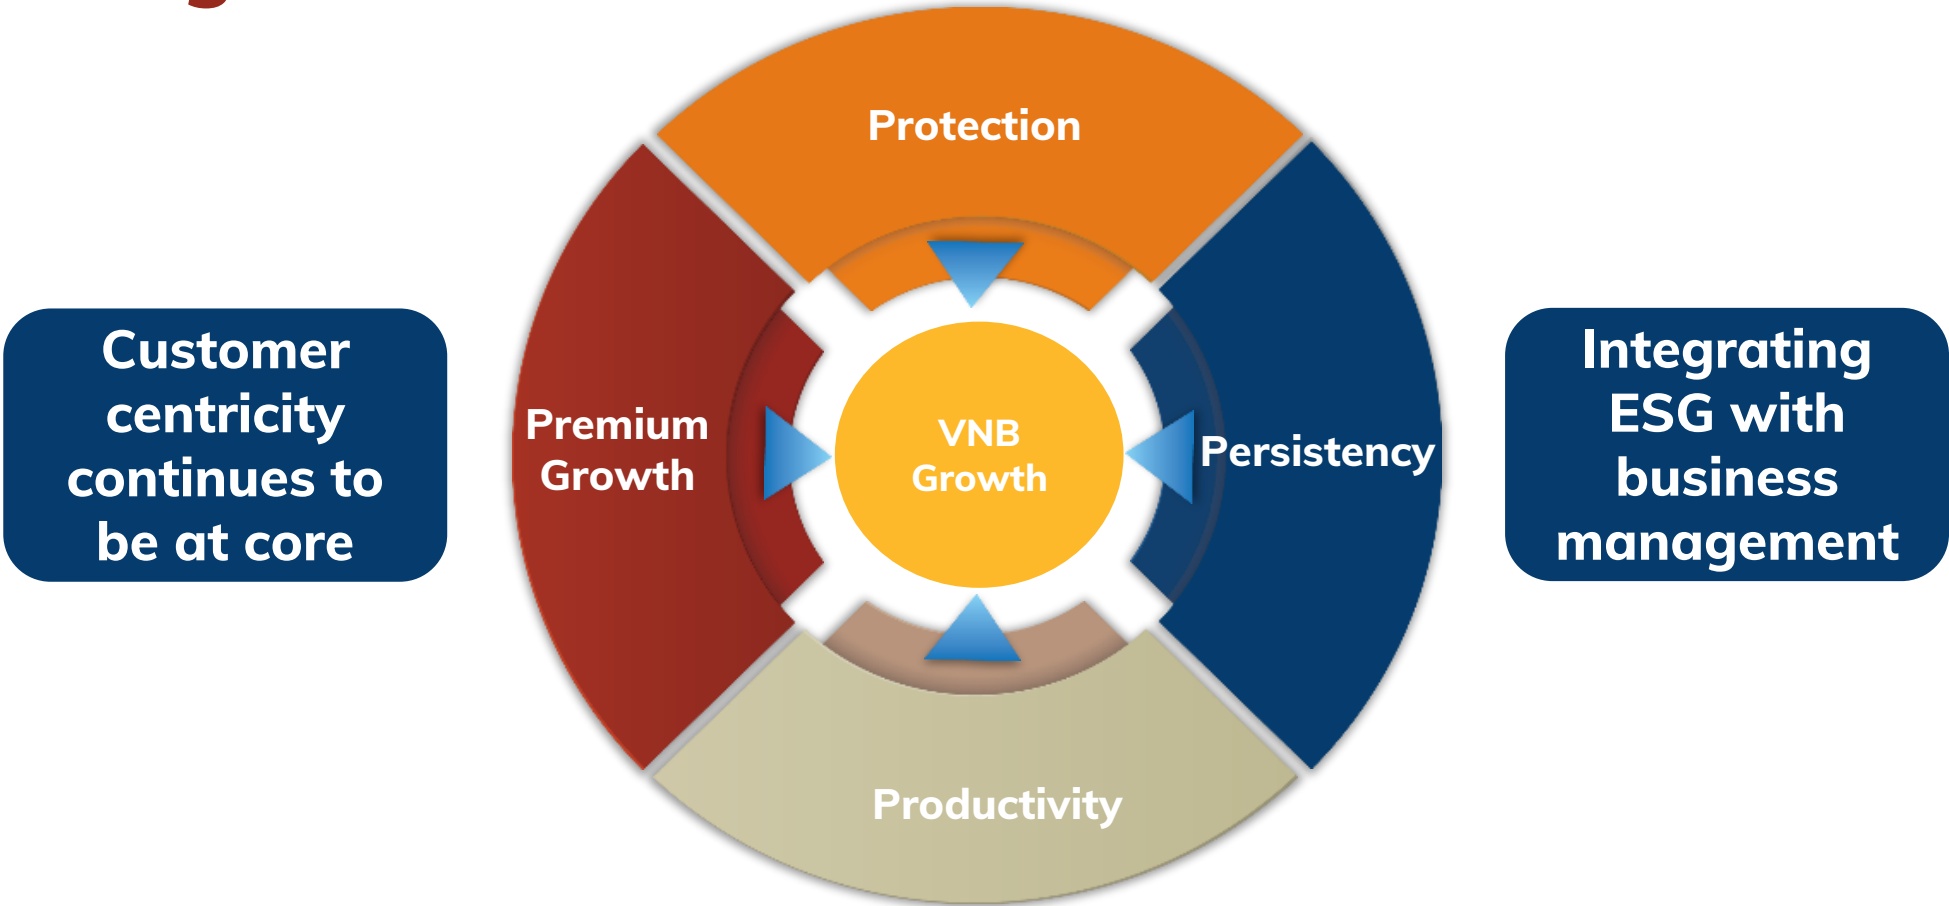 Protection
Customer
centricity
continues to
be at core
Premium
Growth
VNB
Growth
Persistency
Integrating
ESG with
business
management
Productivity